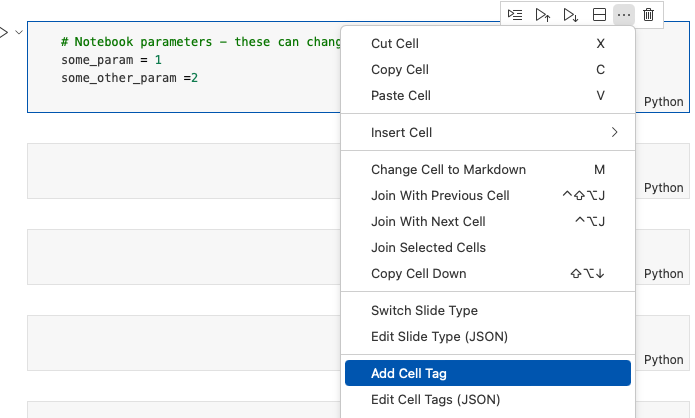 # Notebook parameters – these can chang
some_param = 1
some_other_param =2
Python
Cut Cell X
Copy Cell C
Paste Cell V
Insert Cell
Change Cell to Markdown M
Join With Previous Cell ^⇧⌥J
Join With Next Cell ^⌥J
Join Selected Cells
Copy Cell Down ⇧⌥↓
Switch Slide Type
Edit Slide Type (JSON)
Add Cell Tag
Edit Cell Tags (JSON)
Python
Python
Python